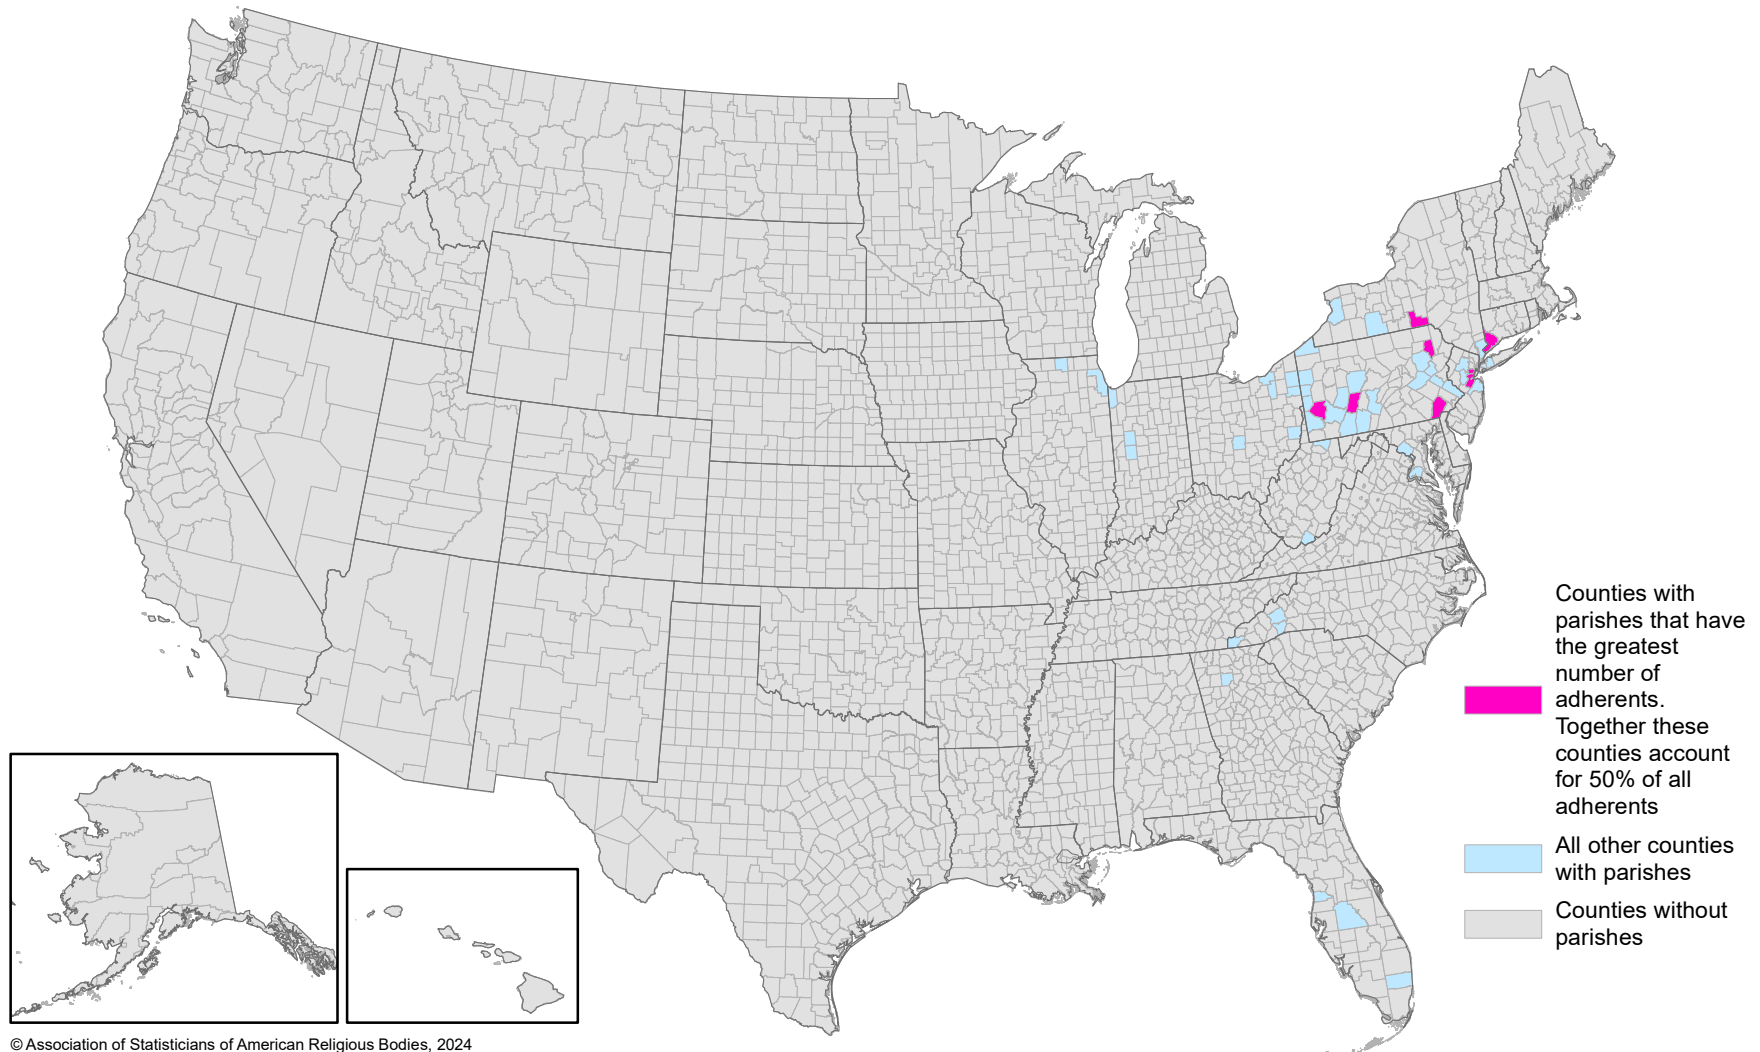 Counties with
parishes that have
the greatest
number of
adherents.
Together these
counties account
for 50% of all
adherents
All other counties
with parishes
Counties without
parishes
© Association of Statisticians of American Religious Bodies, 2024